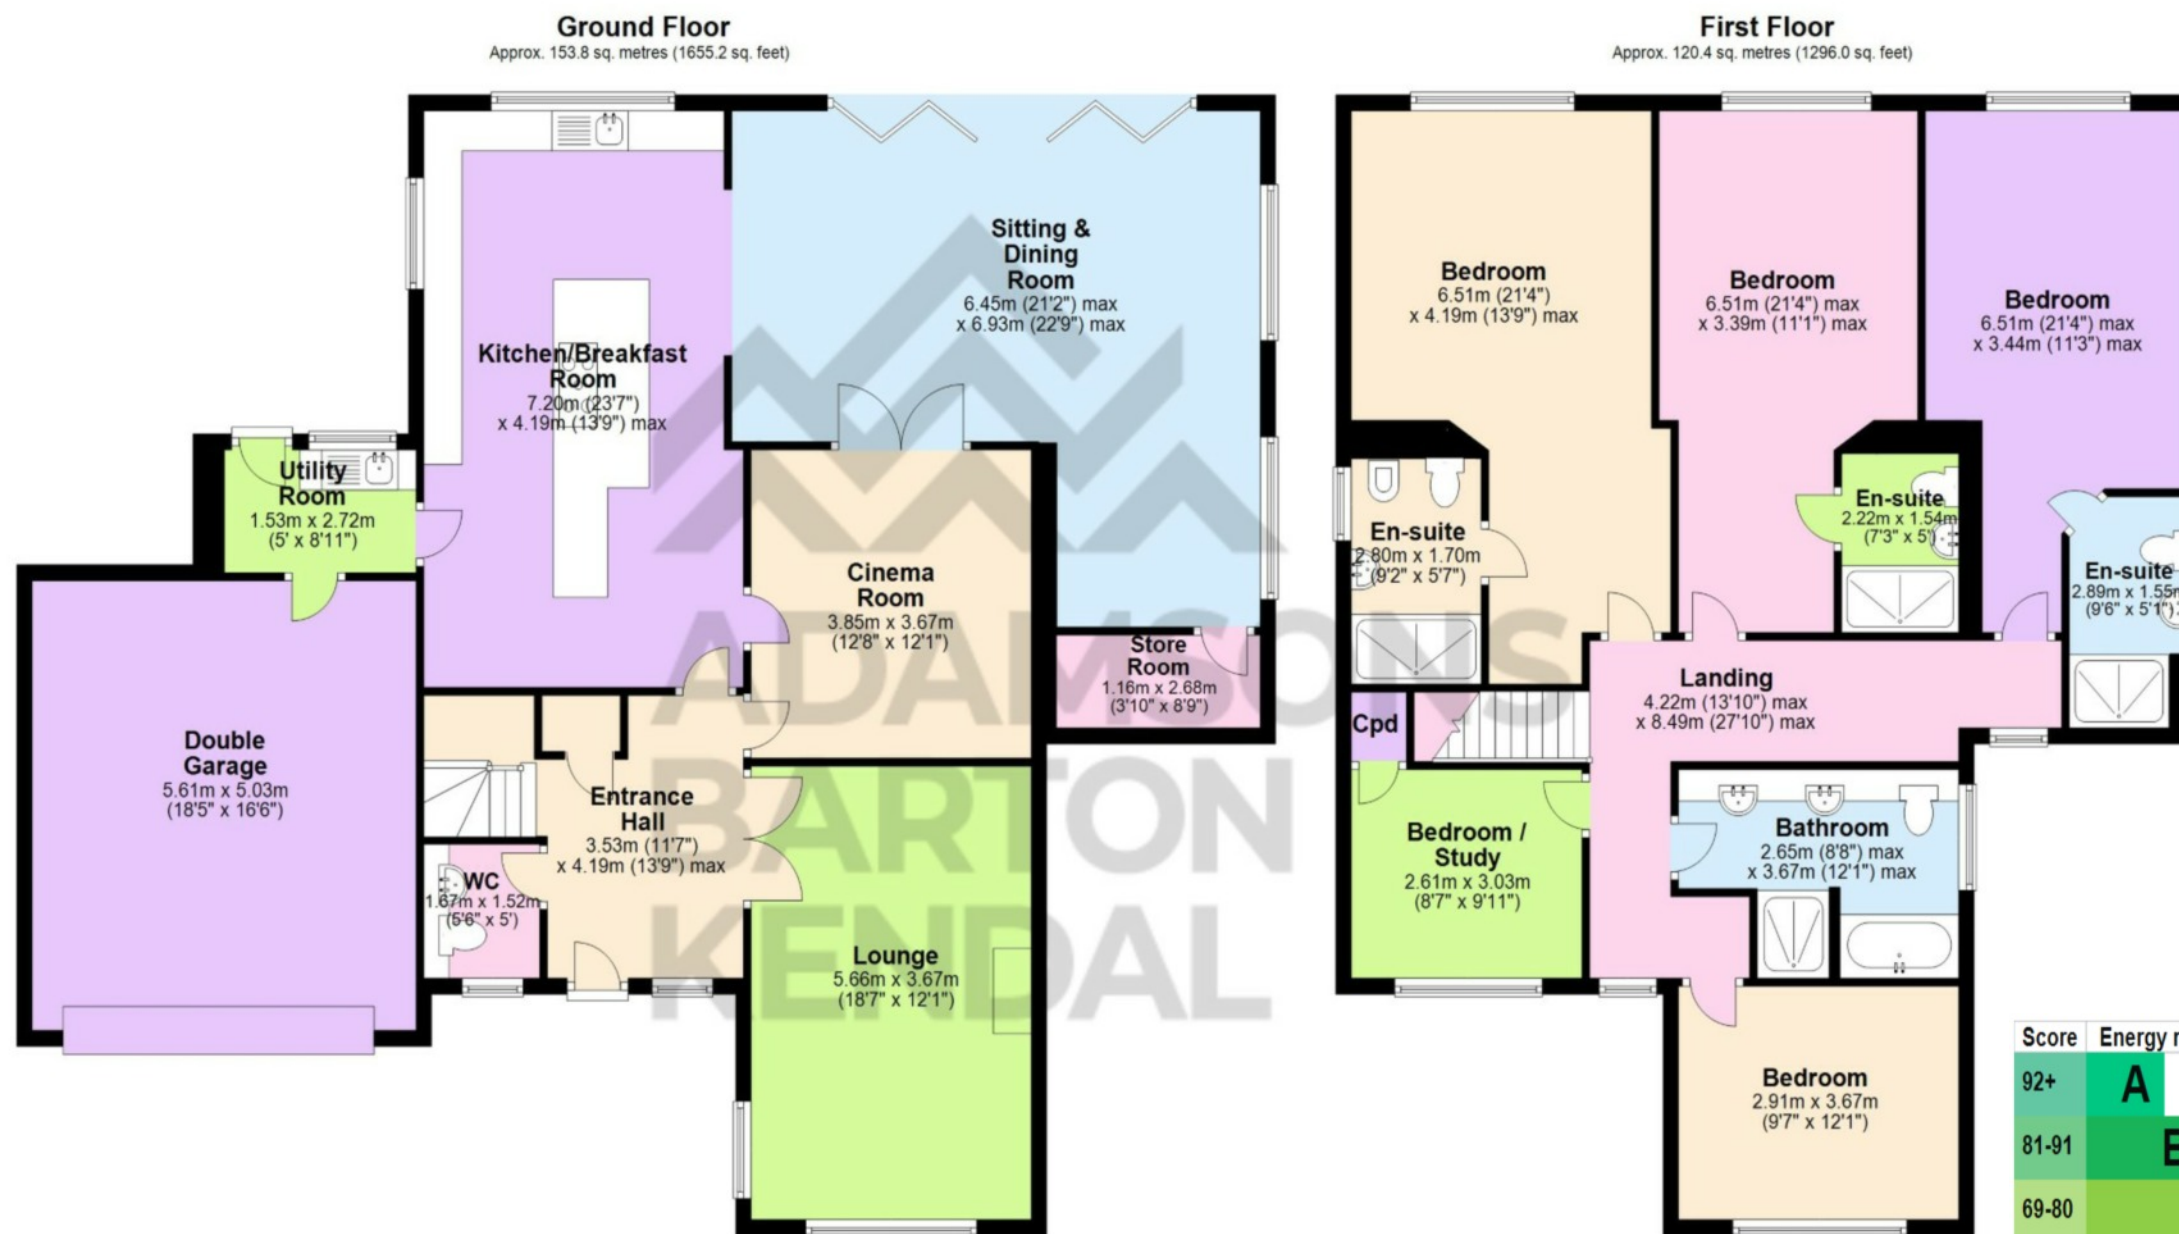 Ground Floor
Approx. 153.8 sq. metres (1655.2 sq. feet)
Sitting &
Dining
Room
6.45m (21'2") max
x 6.93m (22'9") max
Kitchen/Breakfast
Room
7.20m (23'7")
x 4.19m (13'9") max
Utility
Room
1.53m x 2.72m
(5' x 8'11")
Cinema
Room
3.85m x 3.67m
(12'8" x 12'1")
Store
Room
1.16m x 2.68m
(3'10" x 8'9")
Double
Garage
5.61m x 5.03m
(18'5" x 16'6")
Entrance
Hall
3.53m (11'7")
x 4.19m (13'9") max
WC
1.67m x 1.52m
(5'6" x 5')
Lounge
5.66m x 3.67m
(18'7" x 12'1")
ADAMSONS
BARTON
KENDAL
First Floor
Approx. 120.4 sq. metres (1296.0 sq. feet)
Bedroom
6.51m (21'4")
x 4.19m (13'9") max
Bedroom
6.51m (21'4") max
x 3.39m (11'1") max
Bedroom
6.51m (21'4") max
x 3.44m (11'3") max
En-suite
2.80m x 1.70m
(9'2" x 5'7")
En-suite
2.22m x 1.54m
(7'3" x 5')
En-suite
2.89m x 1.55m
(9'6" x 5'1")
Landing
4.22m (13'10") max
x 8.49m (27'10") max
Cpd
Bedroom /
Study
2.61m x 3.03m
(8'7" x 9'11")
Bathroom
2.65m (8'8") max
x 3.67m (12'1") max
Bedroom
2.91m x 3.67m
(9'7" x 12'1")
Score Energy
92+ A
81-91
69-80